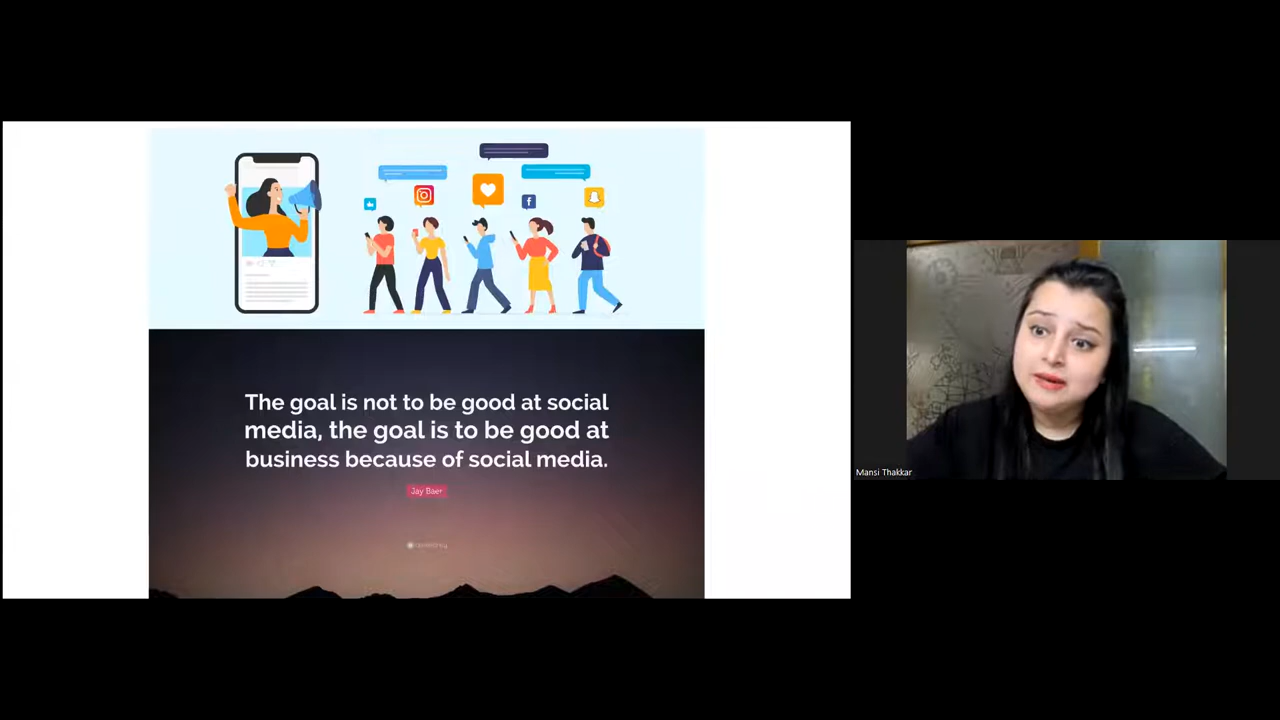 The goal is not to be good at social
media, the goal is to be good at
business because of social media.
Jay Baer
Mansi Thakkar